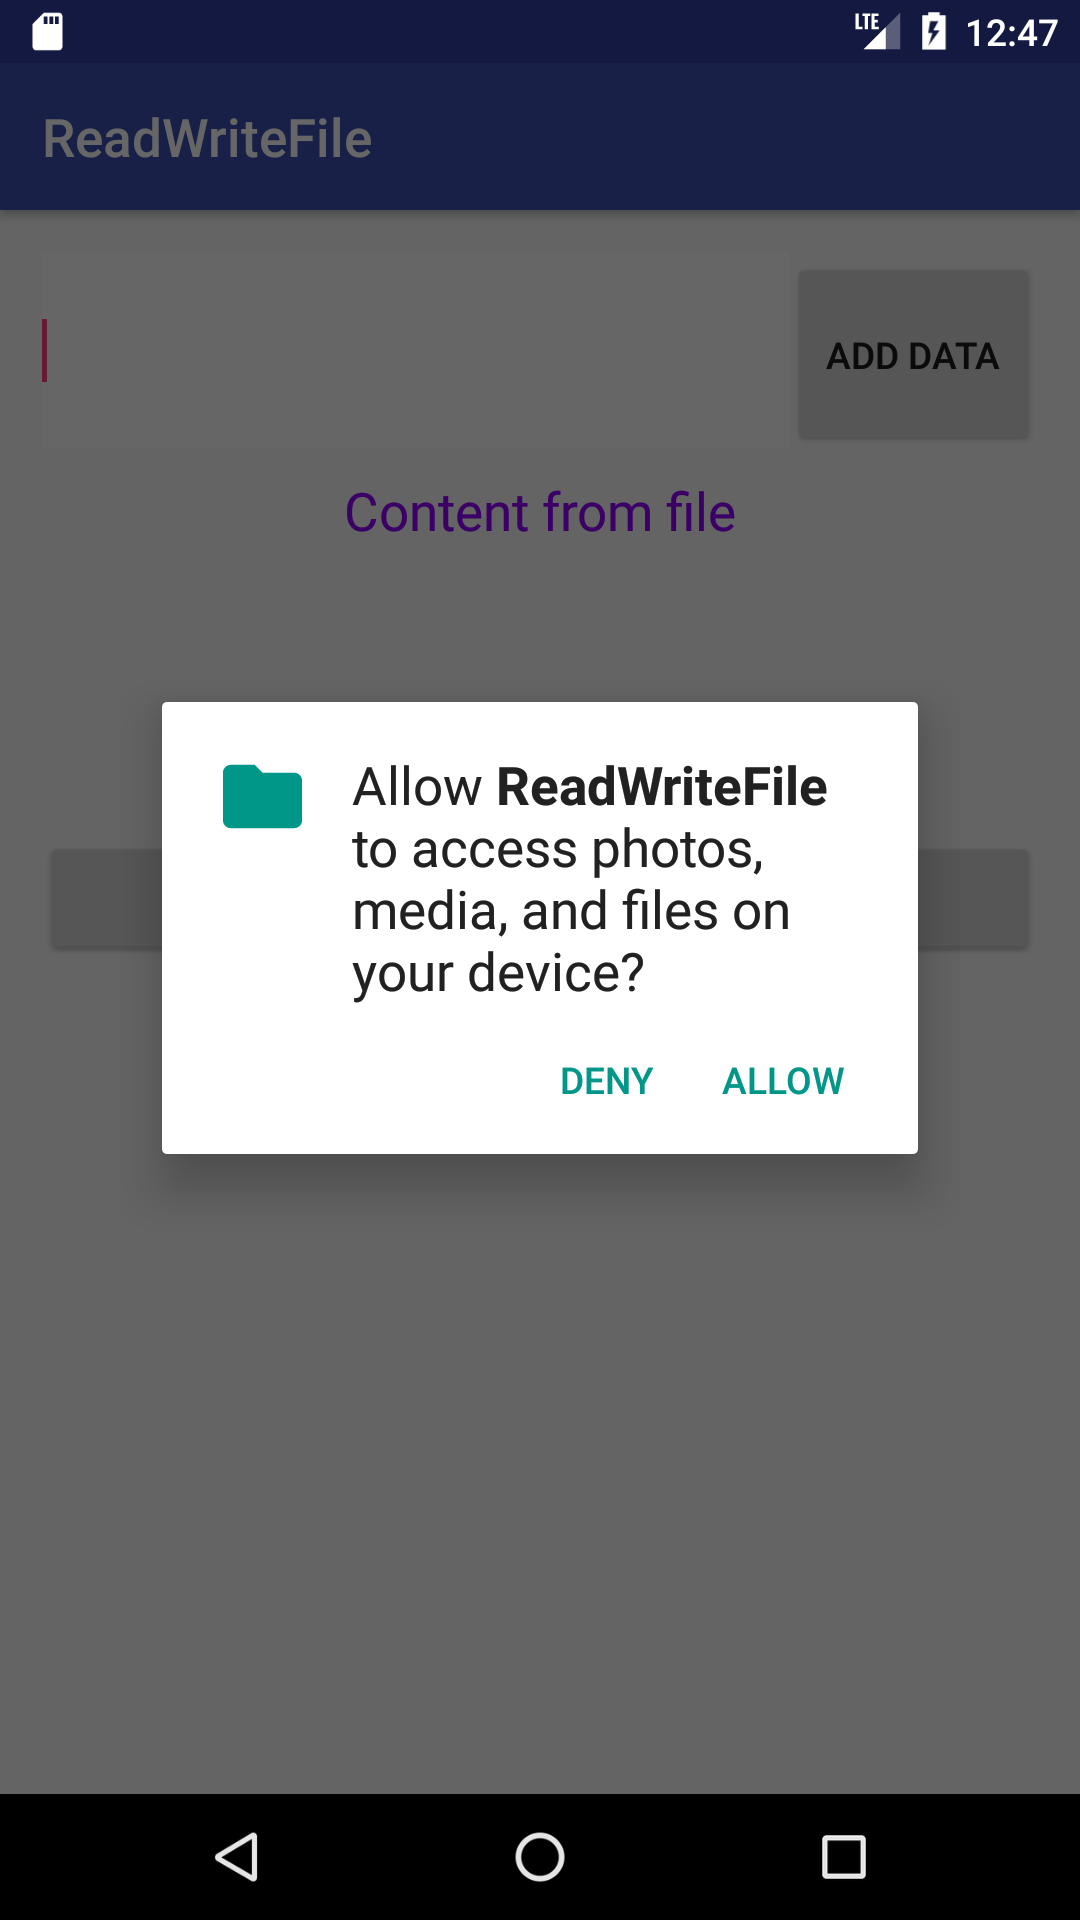 LTE 12:47
ReadWriteFile
ADD DATA
Content from file
Allow ReadWriteFile
to access photos,
media, and files on
your device?
DENY ALLOW